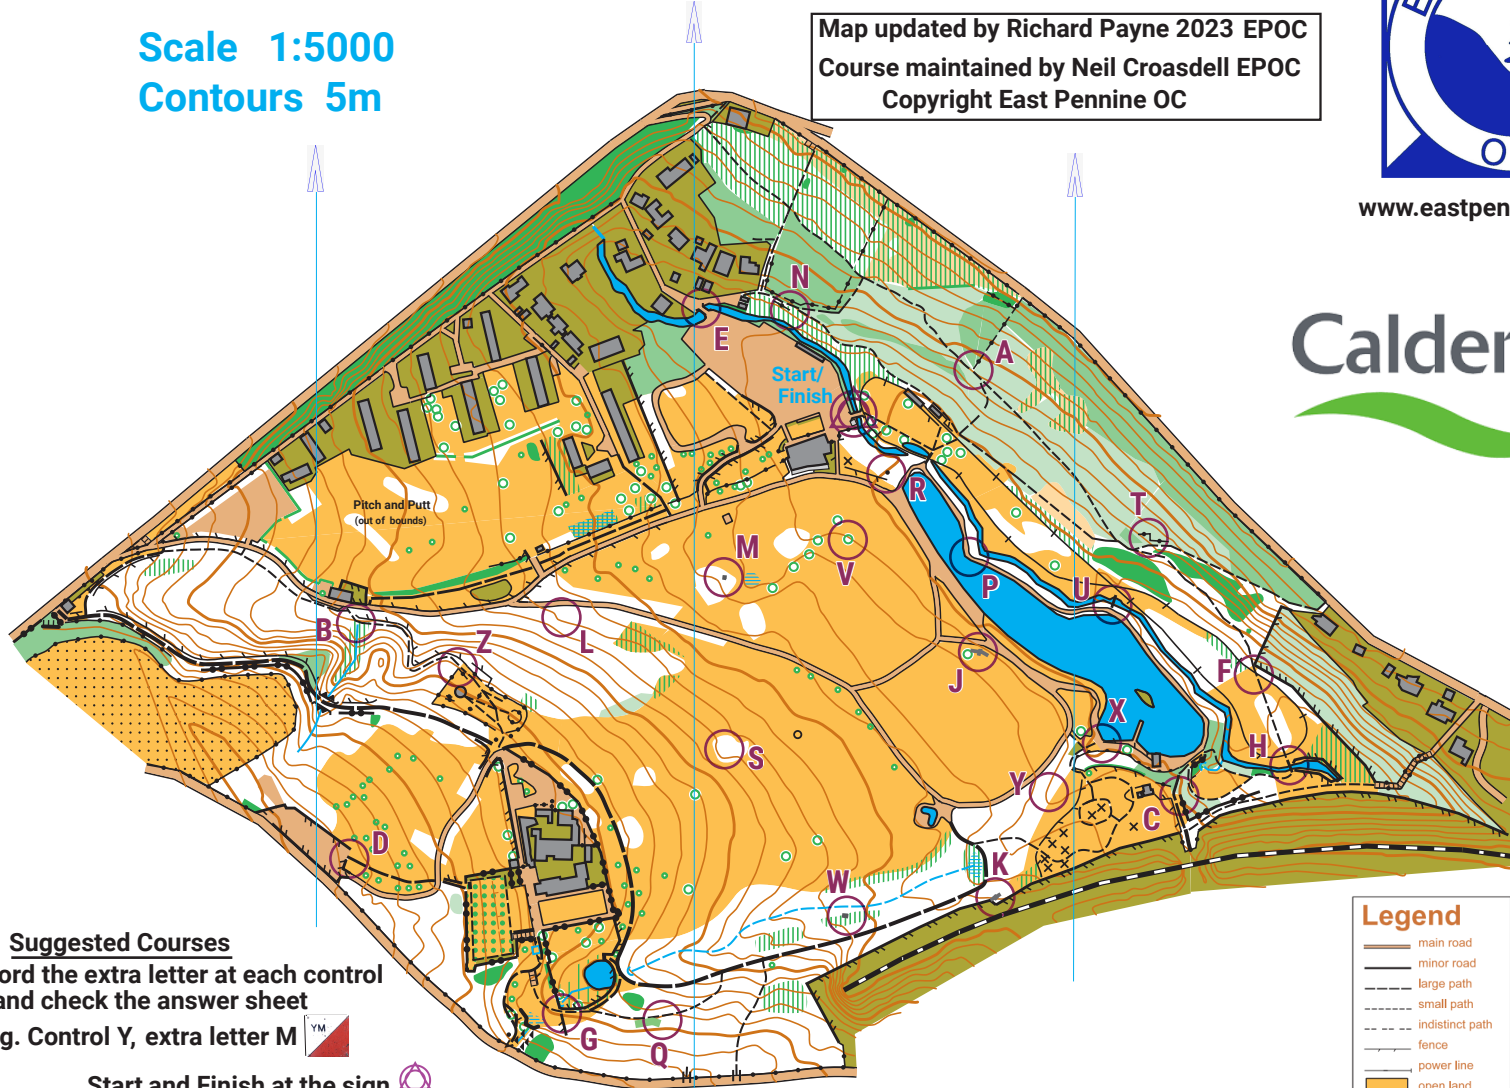 Scale 1:5000
Contours 5m
Map updated by Richard Payne 2023 EPOC
Course maintained by Neil Croasdell EPOC
Copyright East Pennine OC
O
www.eastpen
Calder
N
E
A
Start/
Finish
R
T
Pitch and Putt
(out of bounds)
M
V
P
U
B
Z
L
J
F
X
S
H
Y
C
D
K
W
G
Q
Suggested Courses
ord the extra letter at each control
and check the answer sheet
g. Control Y, extra letter M
YM
Start and Finish at the sign
Legend
main road
minor road
large path
small path
indistinct path
fence
power line
open land